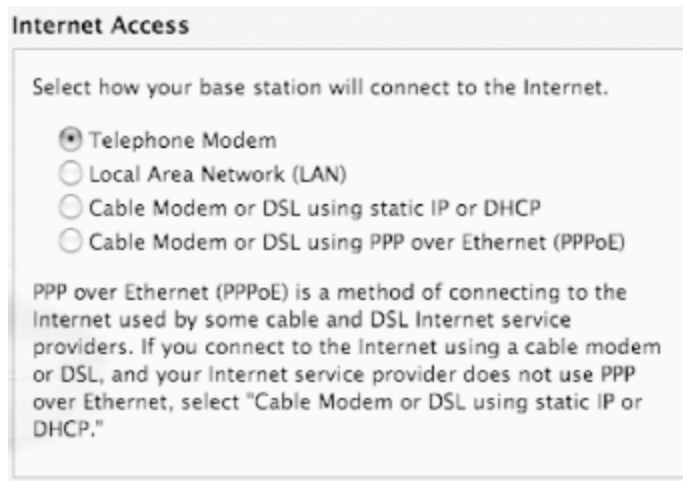 Internet Access
Select how your base station will connect to the Internet.
Telephone Modem
Local Area Network (LAN)
Cable Modem or DSL using static IP or DHCP
Cable Modem or DSL using PPP over Ethernet (PPPoE)
PPP over Ethernet (PPPoE) is a method of connecting to the
Internet used by some cable and DSL Internet service
providers. If you connect to the Internet using a cable modem
or DSL, and your Internet service provider does not use PPP
over Ethernet, select "Cable Modem or DSL using static IP or
DHCP."